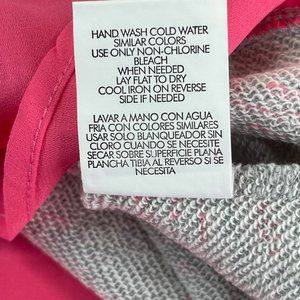 HAND WASH COLD WATER
SIMILAR COLORS
USE ONLY NON-CHLORINE
BLEACH
WHEN NEEDED
LAY FLAT TO DRY
COOL IRON ON REVERSE
SIDE IF NEEDED
LAVAR A MANO CON AGUA
FRIA CON COLORES SIMILARES
USAR SOLO BLANQUEADOR SIN
CLORO CUANDO SE NECESITE
SECAR SOBRE SUPERFICIE PLANA
PLANCHA TIBIA AL REVERSO SI SE
NECESITA